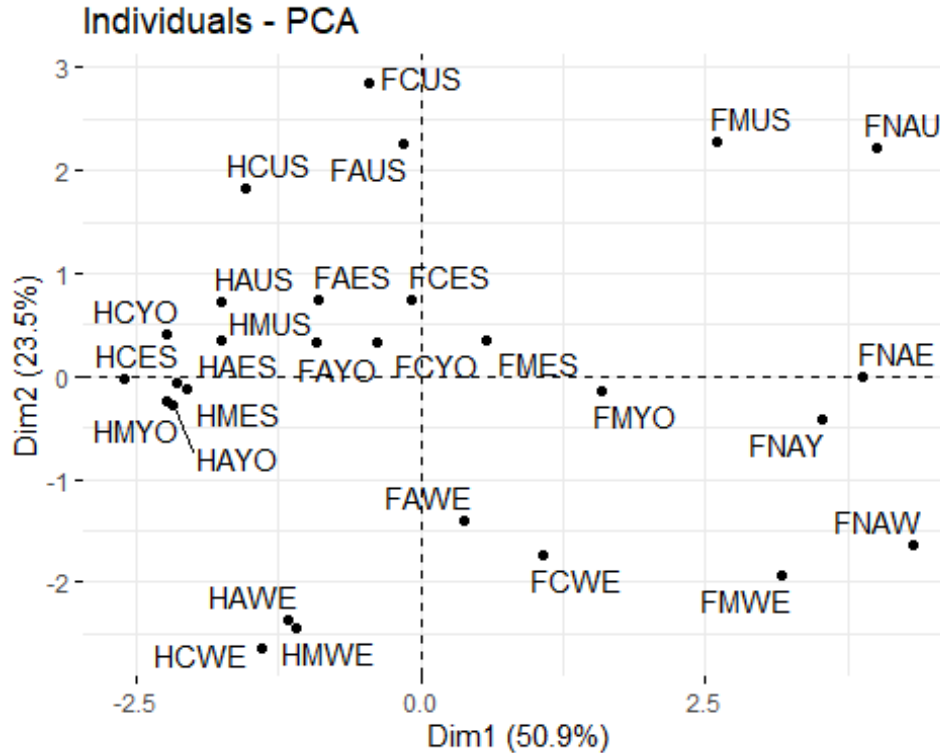 Individuals - PCA
3
FCUS
FMUS
FNAU
FAUS
HCUS
2
HAUS
FAES
FCES
1
HCYO
HMUS
HCES
HAES
FAYO
FCYO
FMES
FNAE
0
HMES
FMYO
HMYO
HAYO
FNAY
-1
FAWE
FNAW
FCWE
FMWE
-2
HAWE
HCWE
HMWE
-2.5
0.0
2.5
Dim1 (50.9%)
Dim2 (23.5%)